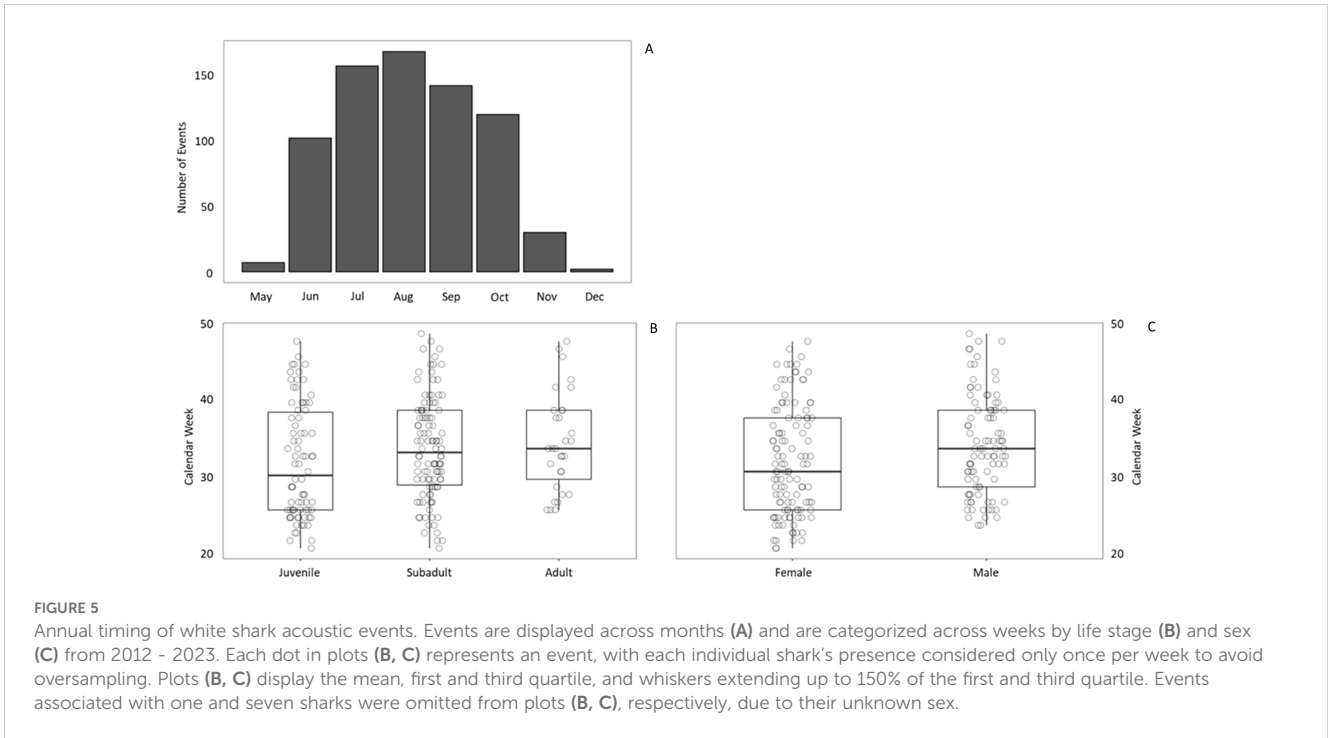 A
Number of Events
150
100
50
0
May Jun Jul Aug Sep Oct Nov Dec
B
Calendar Week
50
40
30
20
Juvenile Subadult Adult
C
50
40
30
20
Calendar Week
Female Male
FIGURE 5
Annual timing of white shark acoustic events. Events are displayed across months (A) and are categorized across weeks by life stage (B) and sex
(C) from 2012 - 2023. Each dot in plots (B, C) represents an event, with each individual shark's presence considered only once per week to avoid
oversampling. Plots (B, C) display the mean, first and third quartile, and whiskers extending up to 150% of the first and third quartile. Events
associated with one and seven sharks were omitted from plots (B, C), respectively, due to their unknown sex.